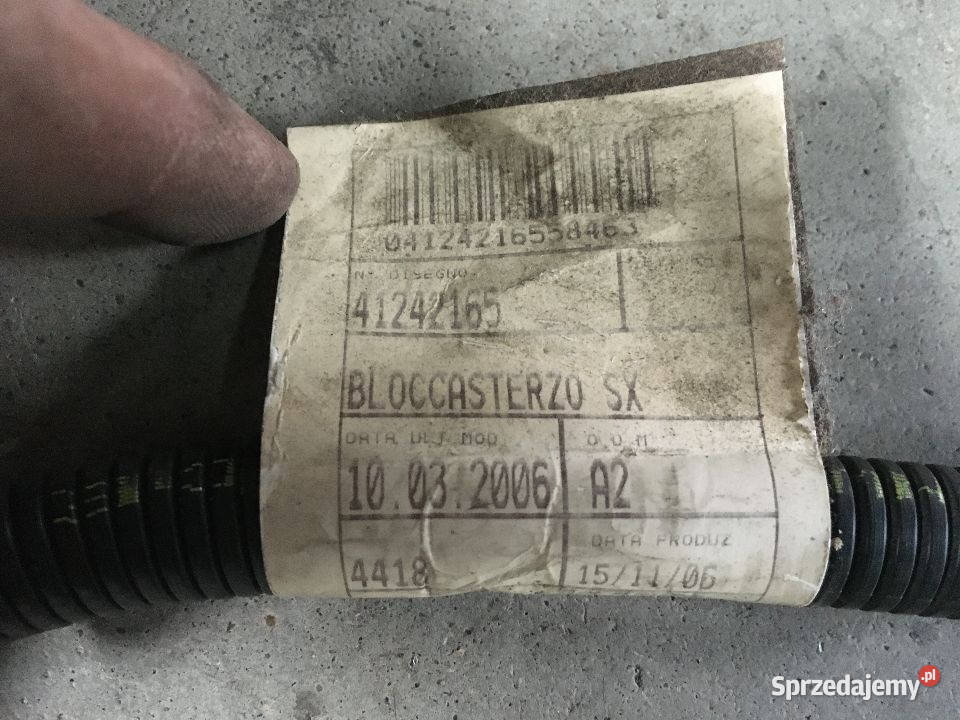 04124216558463
N. DISEGNO
41242165
BLOCCASTERZO SX
DATA ULT MOD
D.U.M
10.03.2006
A2
DATA PRODUZ
4418
15/11/06
Sprzedajemy.pl